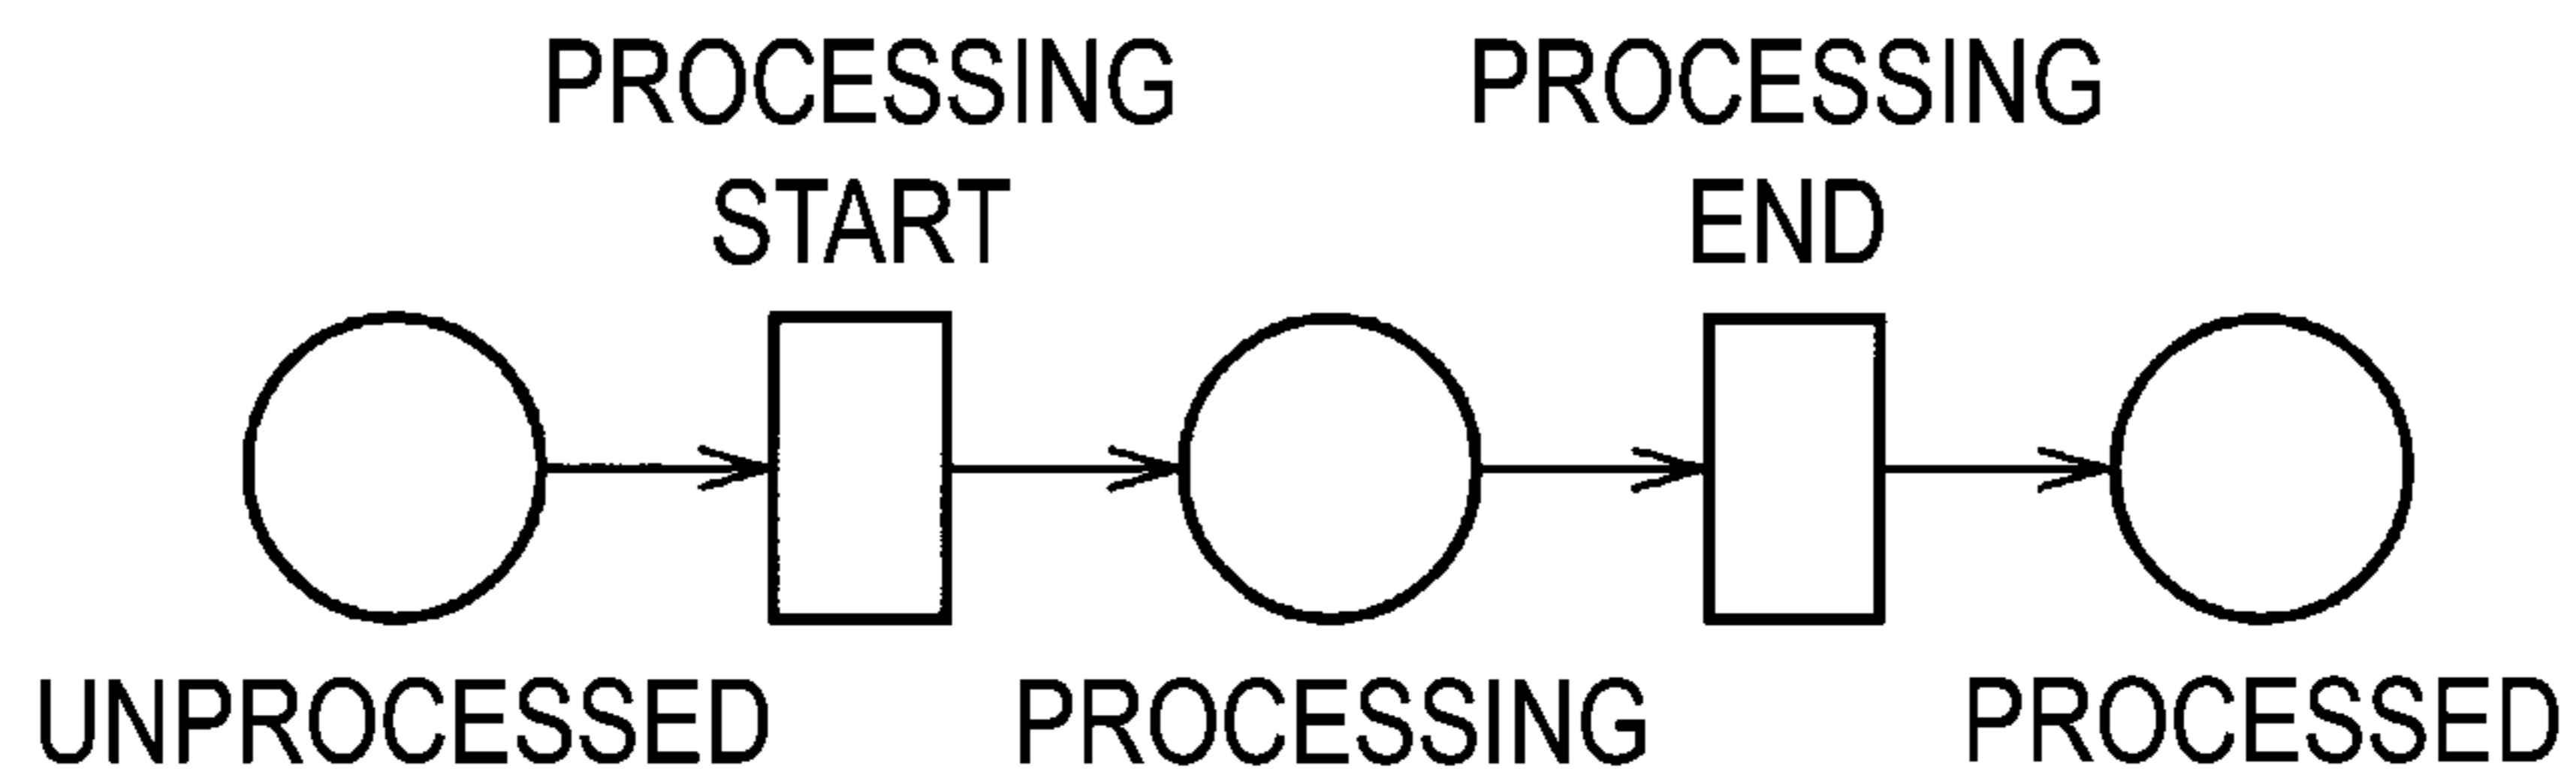 PROCESSING
START
PROCESSING
END
UNPROCESSED
PROCESSING
PROCESSED